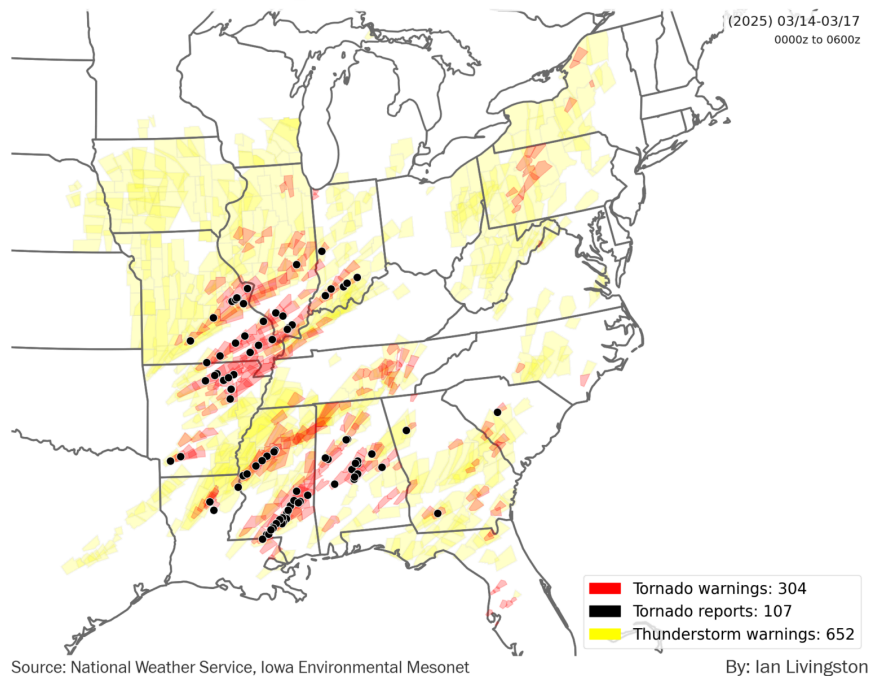 (2025) 03/14-03/17
0000z to 0600z
Tornado warnings: 304
Tornado reports: 107
Thunderstorm warnings: 652
Source: National Weather Service, Iowa Environmental Mesonet
By: Ian Livingston